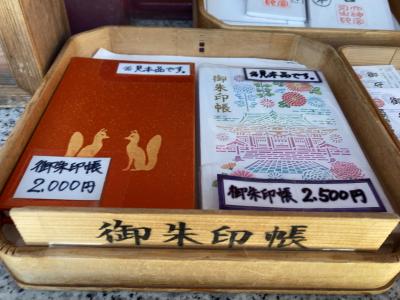 ※見本品です。
御朱印帳
2,000円
※見本品です。
御朱印帳
御朱印帳 2,500円
御朱印帳